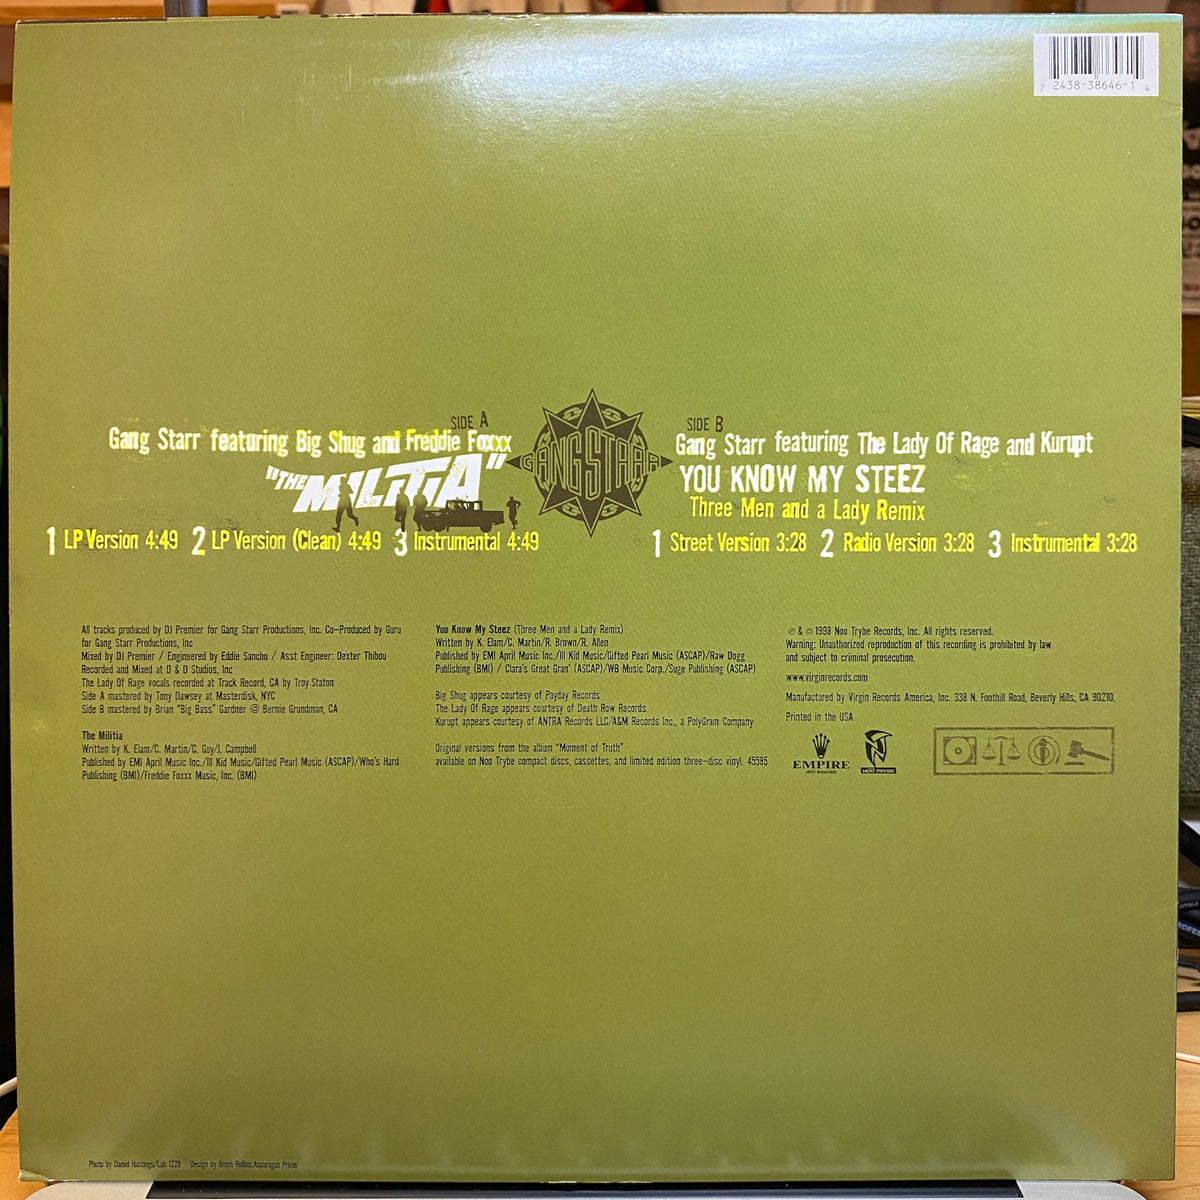 7 2438-38646-1 4
SIDE A
Gang Starr featuring Big Shug and Freddie Foxxx
"THE MILITIA"
1 LP Version 4:49 2 LP Version (Clean) 4:49 3 Instrumental 4:49
GANG STARR
SIDE B
Gang Starr featuring The Lady Of Rage and Kurupt
YOU KNOW MY STEEZ
Three Men and a Lady Remix
1 Street Version 3:28 2 Radio Version 3:28 3 Instrumental 3:28
All tracks produced by DJ Premier for Gang Starr Productions, Inc. Co-Produced by Guru
for Gang Starr Productions, Inc
Mixed by DJ Premier / Engineered by Eddie Sancho / Asst Engineer: Dexter Thibou
Recorded and Mixed at D & D Studios, Inc
The Lady Of Rage vocals recorded at Track Record, CA by Troy Staton
Side A mastered by Tony Dawsey at Masterdisk, NYC
Side B mastered by Brian "Big Bass" Gardner @ Bernie Grundman, CA
The Militia
Written by K. Elam/C. Martin/C. Guy/J. Campbell
Published by EMI April Music Inc./Ill Kid Music/Gifted Pearl Music (ASCAP)/Who's Hard
Publishing (BMI)/Freddie Foxxx Music, Inc. (BMI)
You Know My Steez (Three Men and a Lady Remix)
Written by K. Elam/C. Martin/R. Brown/R. Allen
Published by EMI April Music Inc./Ill Kid Music/Gifted Pearl Music (ASCAP)/Raw Dogg
Publishing (BMI) / Clara's Great Gran' (ASCAP)/WB Music Corp./Suge Publishing (ASCAP)
Big Shug appears courtesy of Payday Records
The Lady Of Rage appears courtesy of Death Row Records
Kurupt appears courtesy of ANTRA Records LLC/A&M Records Inc., a PolyGram Company
Original versions from the album "Moment of Truth"
available on Noo Trybe compact discs, cassettes, and limited edition three-disc vinyl. 45585
℗ & © 1998 Noo Trybe Records, Inc. All rights reserved.
Warning: Unauthorized reproduction of this recording is prohibited by law
and subject to criminal prosecution.
www.virginrecords.com
Manufactured by Virgin Records America, Inc. 338 N. Foothill Road, Beverly Hills, CA 90210.
Printed in the USA
EMPIRE
ARTIST MANAGEMENT
NOO TRYBE
Photo by Daniel Hastings/Lab 1228 Design by Brent Rollins:Asparagus Prime